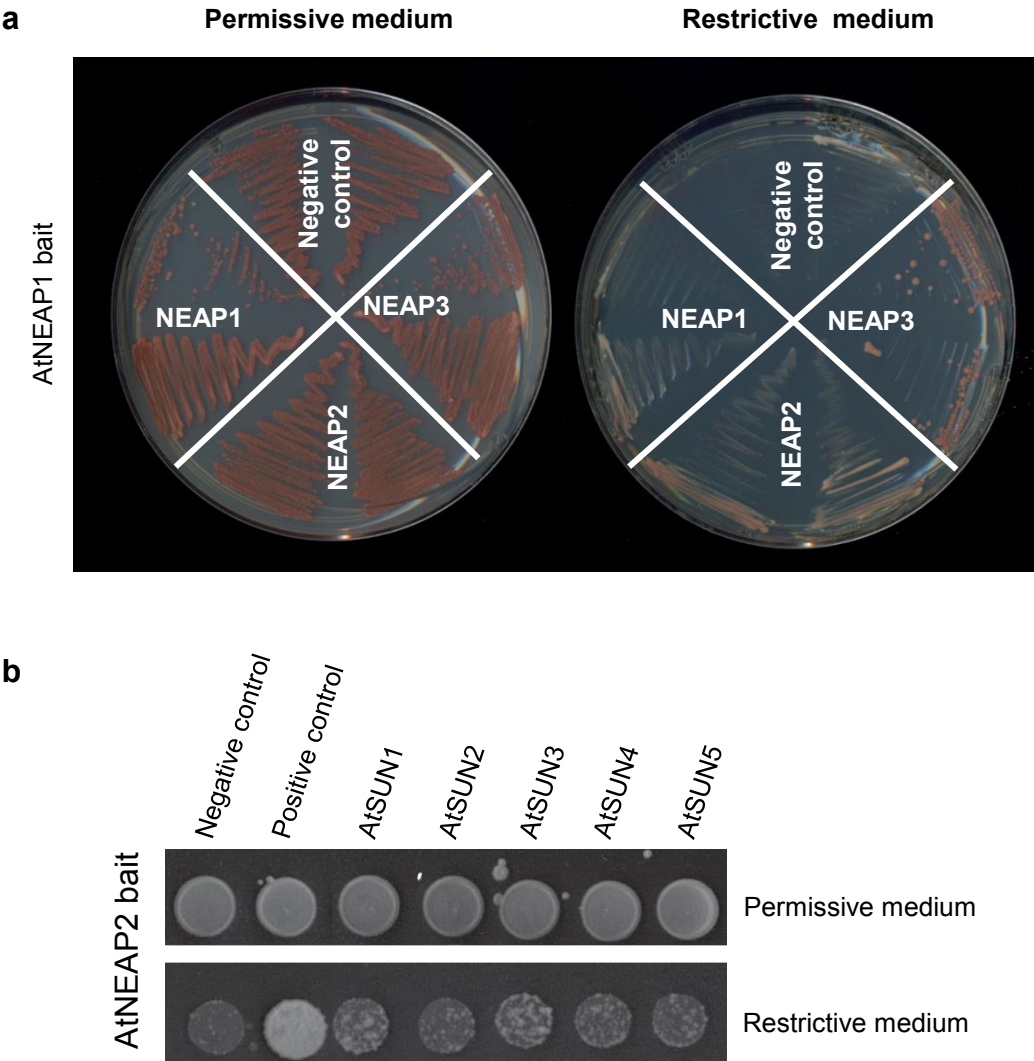 a
Permissive medium
Restrictive medium
AtNEAP1 bait
Negative
control
NEAP1
NEAP3
NEAP2
Negative
control
NEAP1
NEAP3
NEAP2
b
Negative control
Positive control
AtSUN1
AtSUN2
AtSUN3
AtSUN4
AtSUN5
AtNEAP2 bait
Permissive medium
Restrictive medium